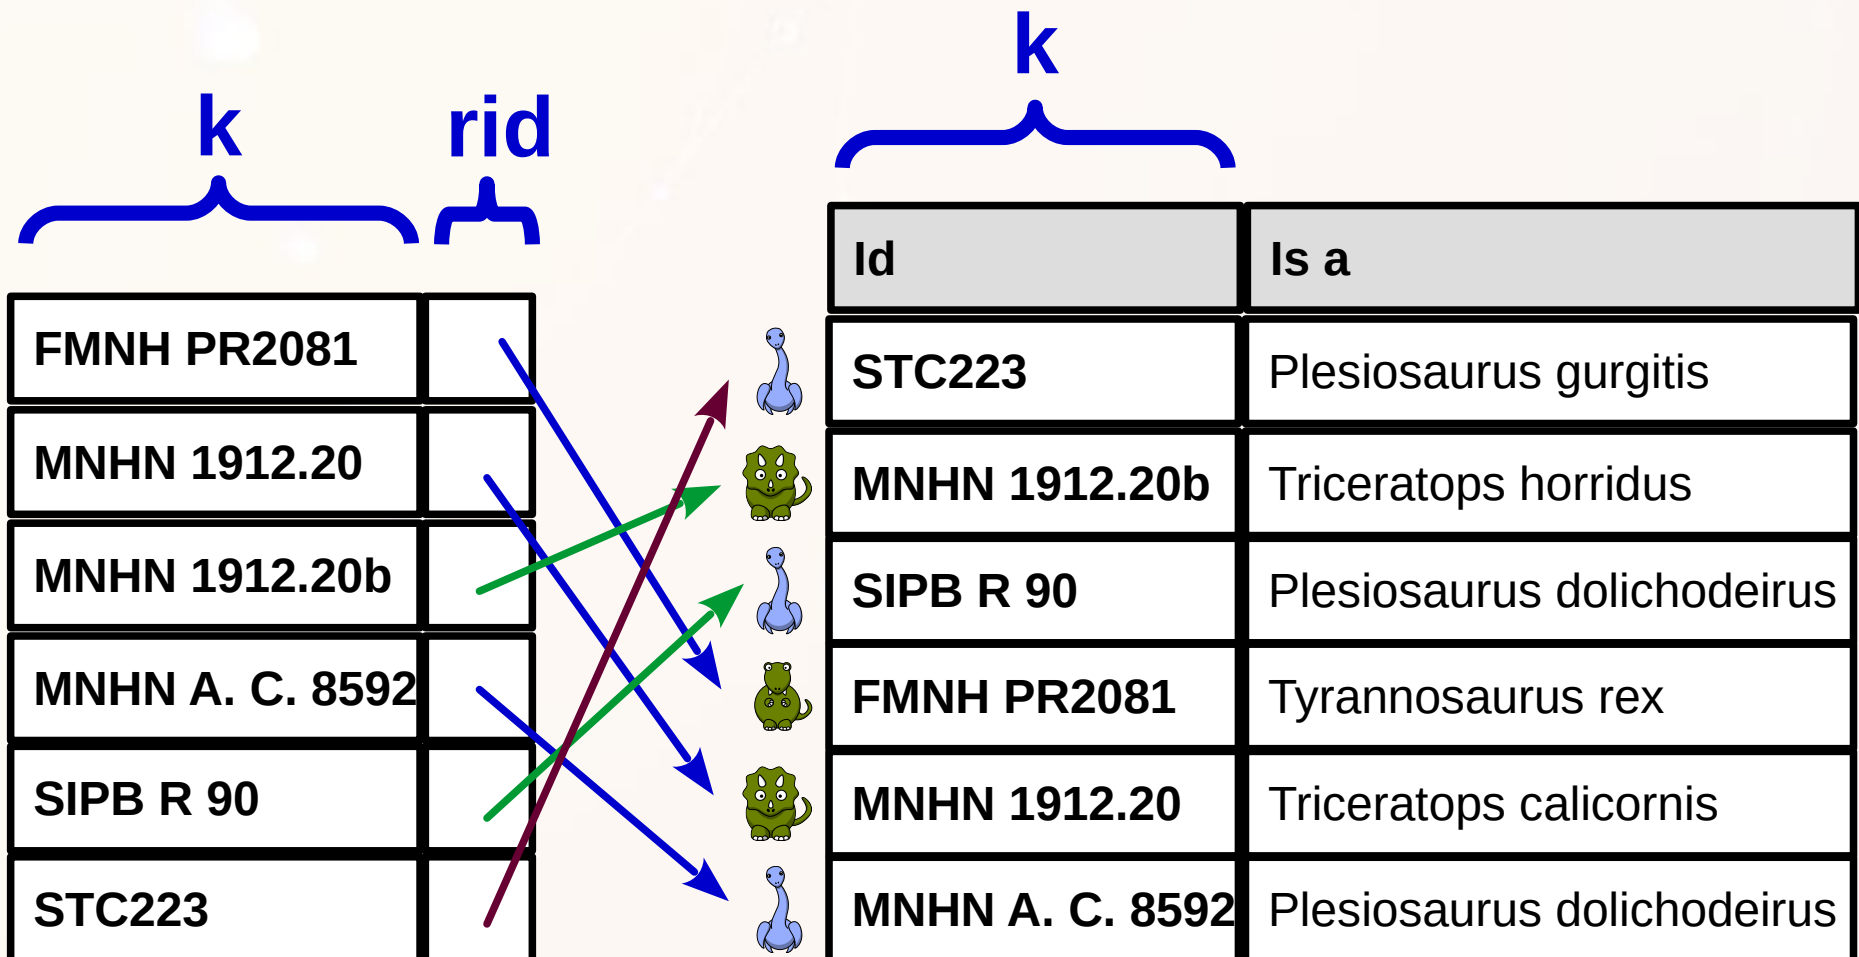 k
k rid
Id Is a
FMNH PR2081
MNHN 1912.20
MNHN 1912.20b
MNHN A. C. 8592
SIPB R 90
STC223
STC223 Plesiosaurus gurgitis
MNHN 1912.20b Triceratops horridus
SIPB R 90 Plesiosaurus dolichodeirus
FMNH PR2081 Tyrannosaurus rex
MNHN 1912.20 Triceratops calicornis
MNHN A. C. 8592 Plesiosaurus dolichodeirus